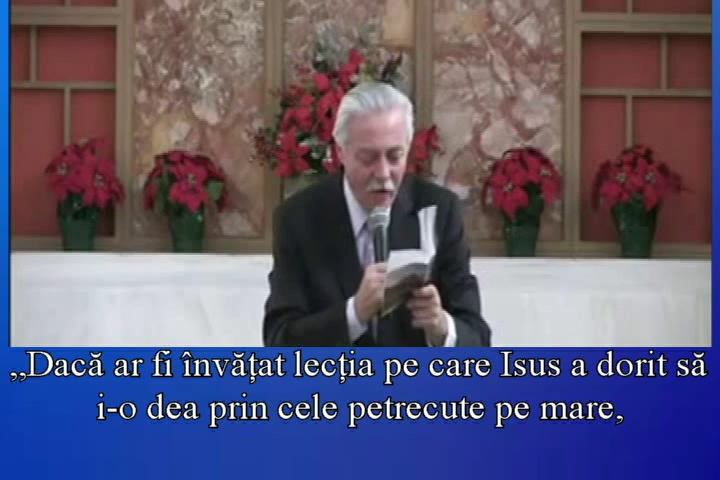 ,,Dacă ar fi învățat lecția pe care Isus a dorit să
i-o dea prin cele petrecute pe mare,